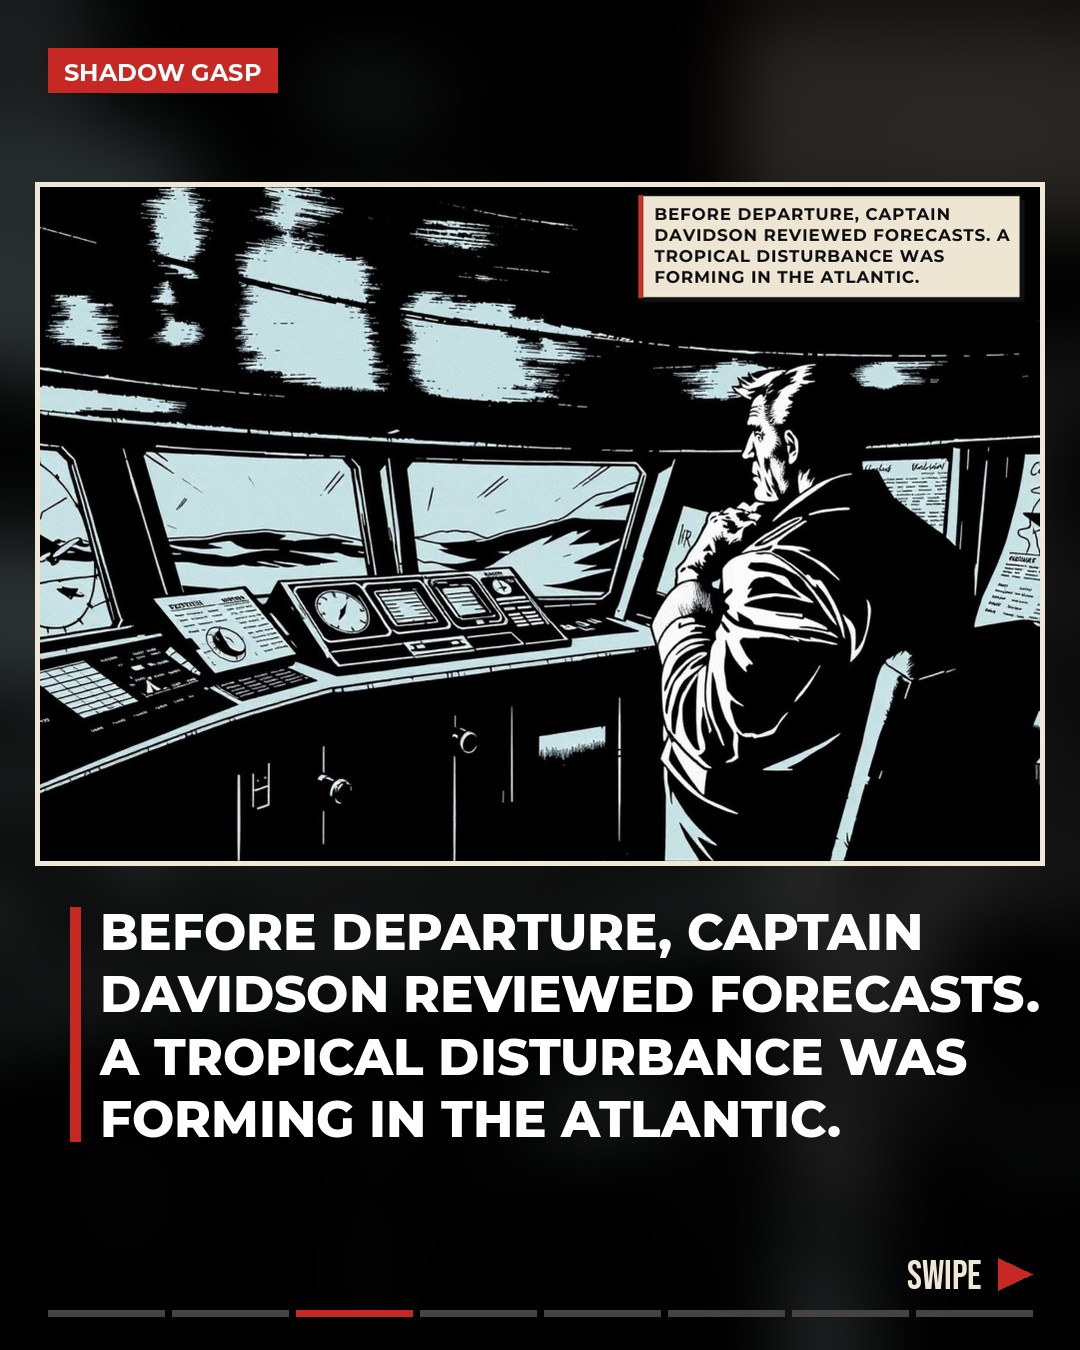 SHADOW GASP
BEFORE DEPARTURE, CAPTAIN
DAVIDSON REVIEWED FORECASTS. A
TROPICAL DISTURBANCE WAS
FORMING IN THE ATLANTIC.
BEFORE DEPARTURE, CAPTAIN
DAVIDSON REVIEWED FORECASTS.
A TROPICAL DISTURBANCE WAS
FORMING IN THE ATLANTIC.
SWIPE